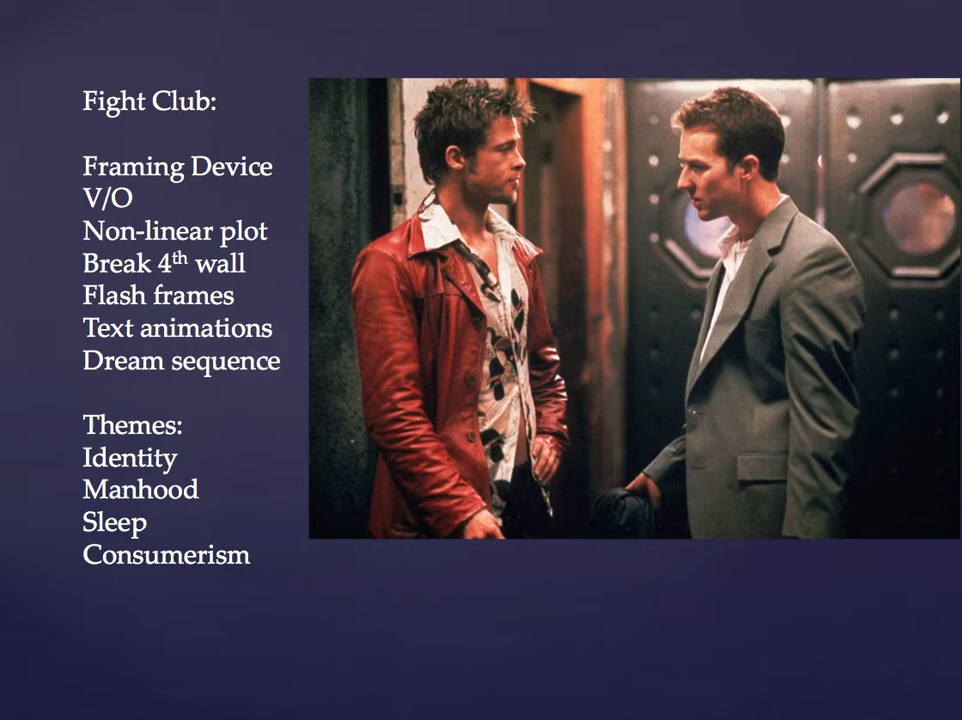 Fight Club:
Framing Device
V/O
Non-linear plot
Break 4th wall
Flash frames
Text animations
Dream sequence
Themes:
Identity
Manhood
Sleep
Consumerism